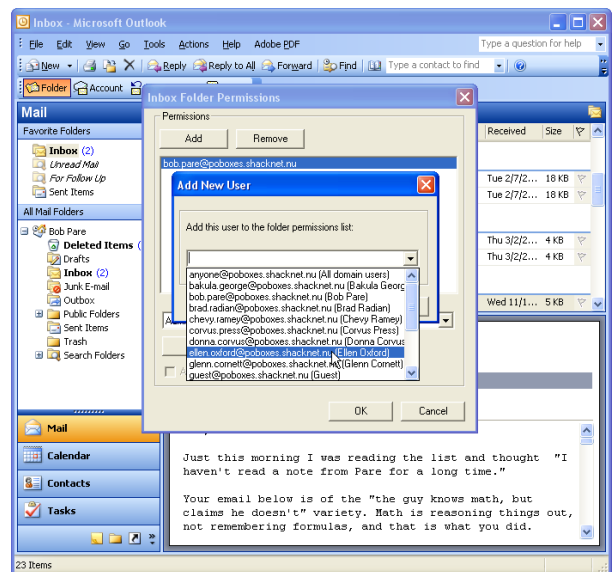 Inbox - Microsoft Outlook
File Edit View Go Tools Actions Help Adobe PDF Type a question for help
New Reply Reply to All Forward Find Type a contact to find
Folder Account
Inbox Folder Permissions
Mail
Permissions
Favorite Folders
Add Remove
Received Size
Inbox (2)
bob.pare@poboxes.shacknet.nu
Unread Mail
For Follow Up
Tue 2/7/2... 18 KB
Sent Items
Tue 2/7/2... 18 KB
Add New User
All Mail Folders
Add this user to the folder permissions list:
Bob Pare
Deleted Items (
Thu 3/2/2... 4 KB
Drafts
Thu 3/2/2... 4 KB
Inbox (2)
Junk E-mail
Outbox
Wed 11/1... 5 KB
Public Folders
Sent Items
Trash
Search Folders
anyone@poboxes.shacknet.nu (All domain users)
bakula.george@poboxes.shacknet.nu (Bakula Georg
bob.pare@poboxes.shacknet.nu (Bob Pare)
brad.radian@poboxes.shacknet.nu (Brad Radian)
chevy.ramey@poboxes.shacknet.nu (Chevy Ramey)
corvus.press@poboxes.shacknet.nu (Corvus Press)
donna.corvus@poboxes.shacknet.nu (Donna Corvus
ellen.oxford@poboxes.shacknet.nu (Ellen Oxford)
glenn.cornett@poboxes.shacknet.nu (Glenn Cornett)
guest@poboxes.shacknet.nu (Guest)
OK Cancel
Mail
Calendar
Contacts
Tasks
Just this morning I was reading the list and thought "I
haven't read a note from Pare for a long time."
Your email below is of the "the guy knows math, but
claims he doesn't" variety. Math is reasoning things out,
not remembering formulas, and that is what you did.
23 Items